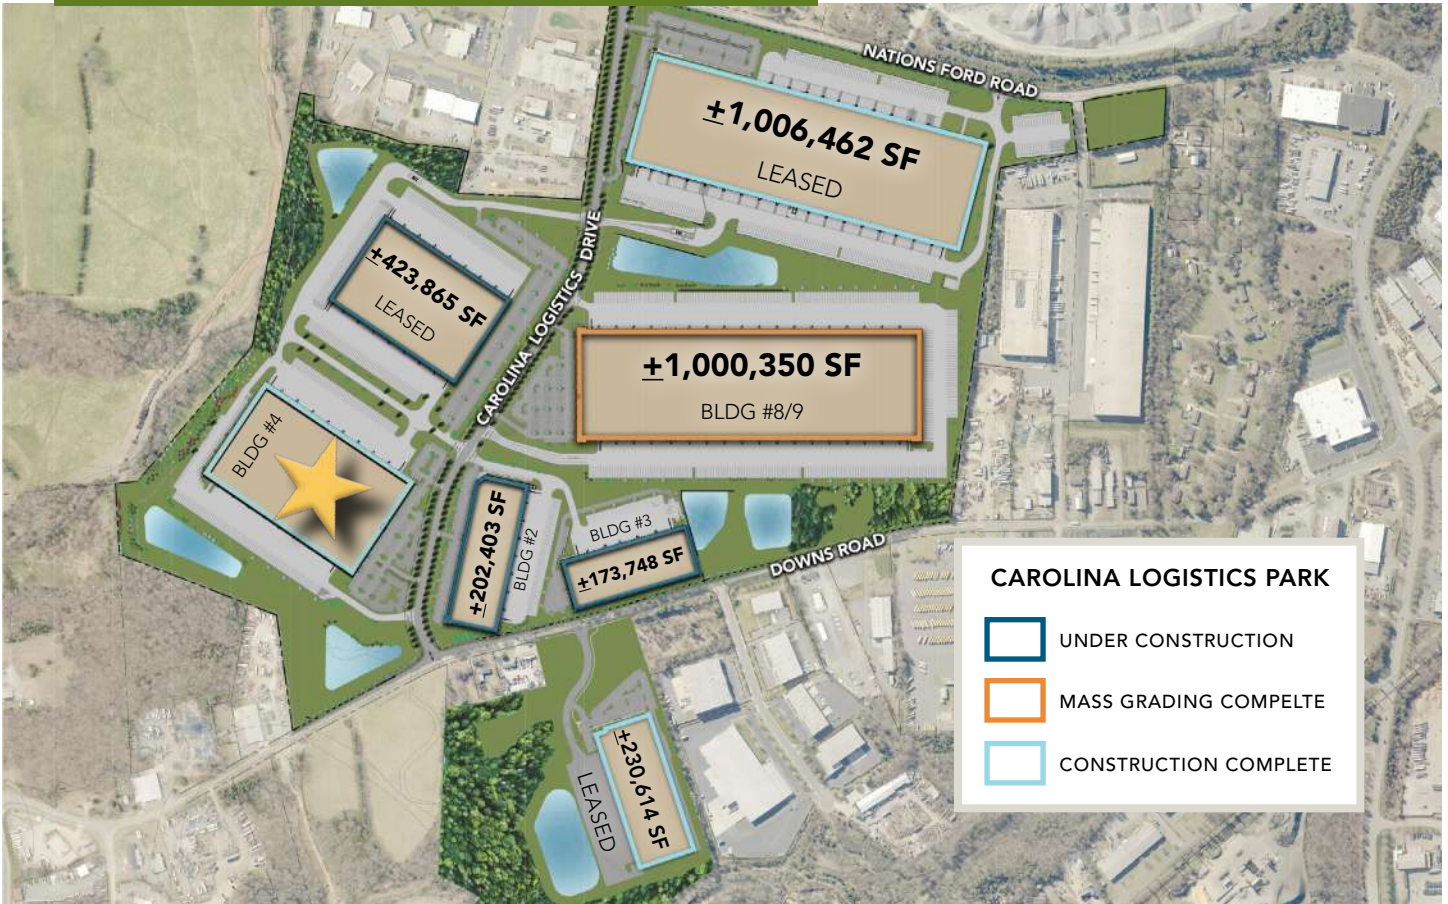 NATIONS FORD ROAD
±1,006,462 SF
LEASED
±423,865 SF
LEASED
CAROLINA LOGISTICS DRIVE
±1,000,350 SF
BLDG #8/9
BLDG #4
±202,403 SF
BLDG #2
BLDG #3
±173,748 SF
DOWNS ROAD
±230,614 SF
LEASED
CAROLINA LOGISTICS PARK
UNDER CONSTRUCTION
MASS GRADING COMPELTE
CONSTRUCTION COMPLETE